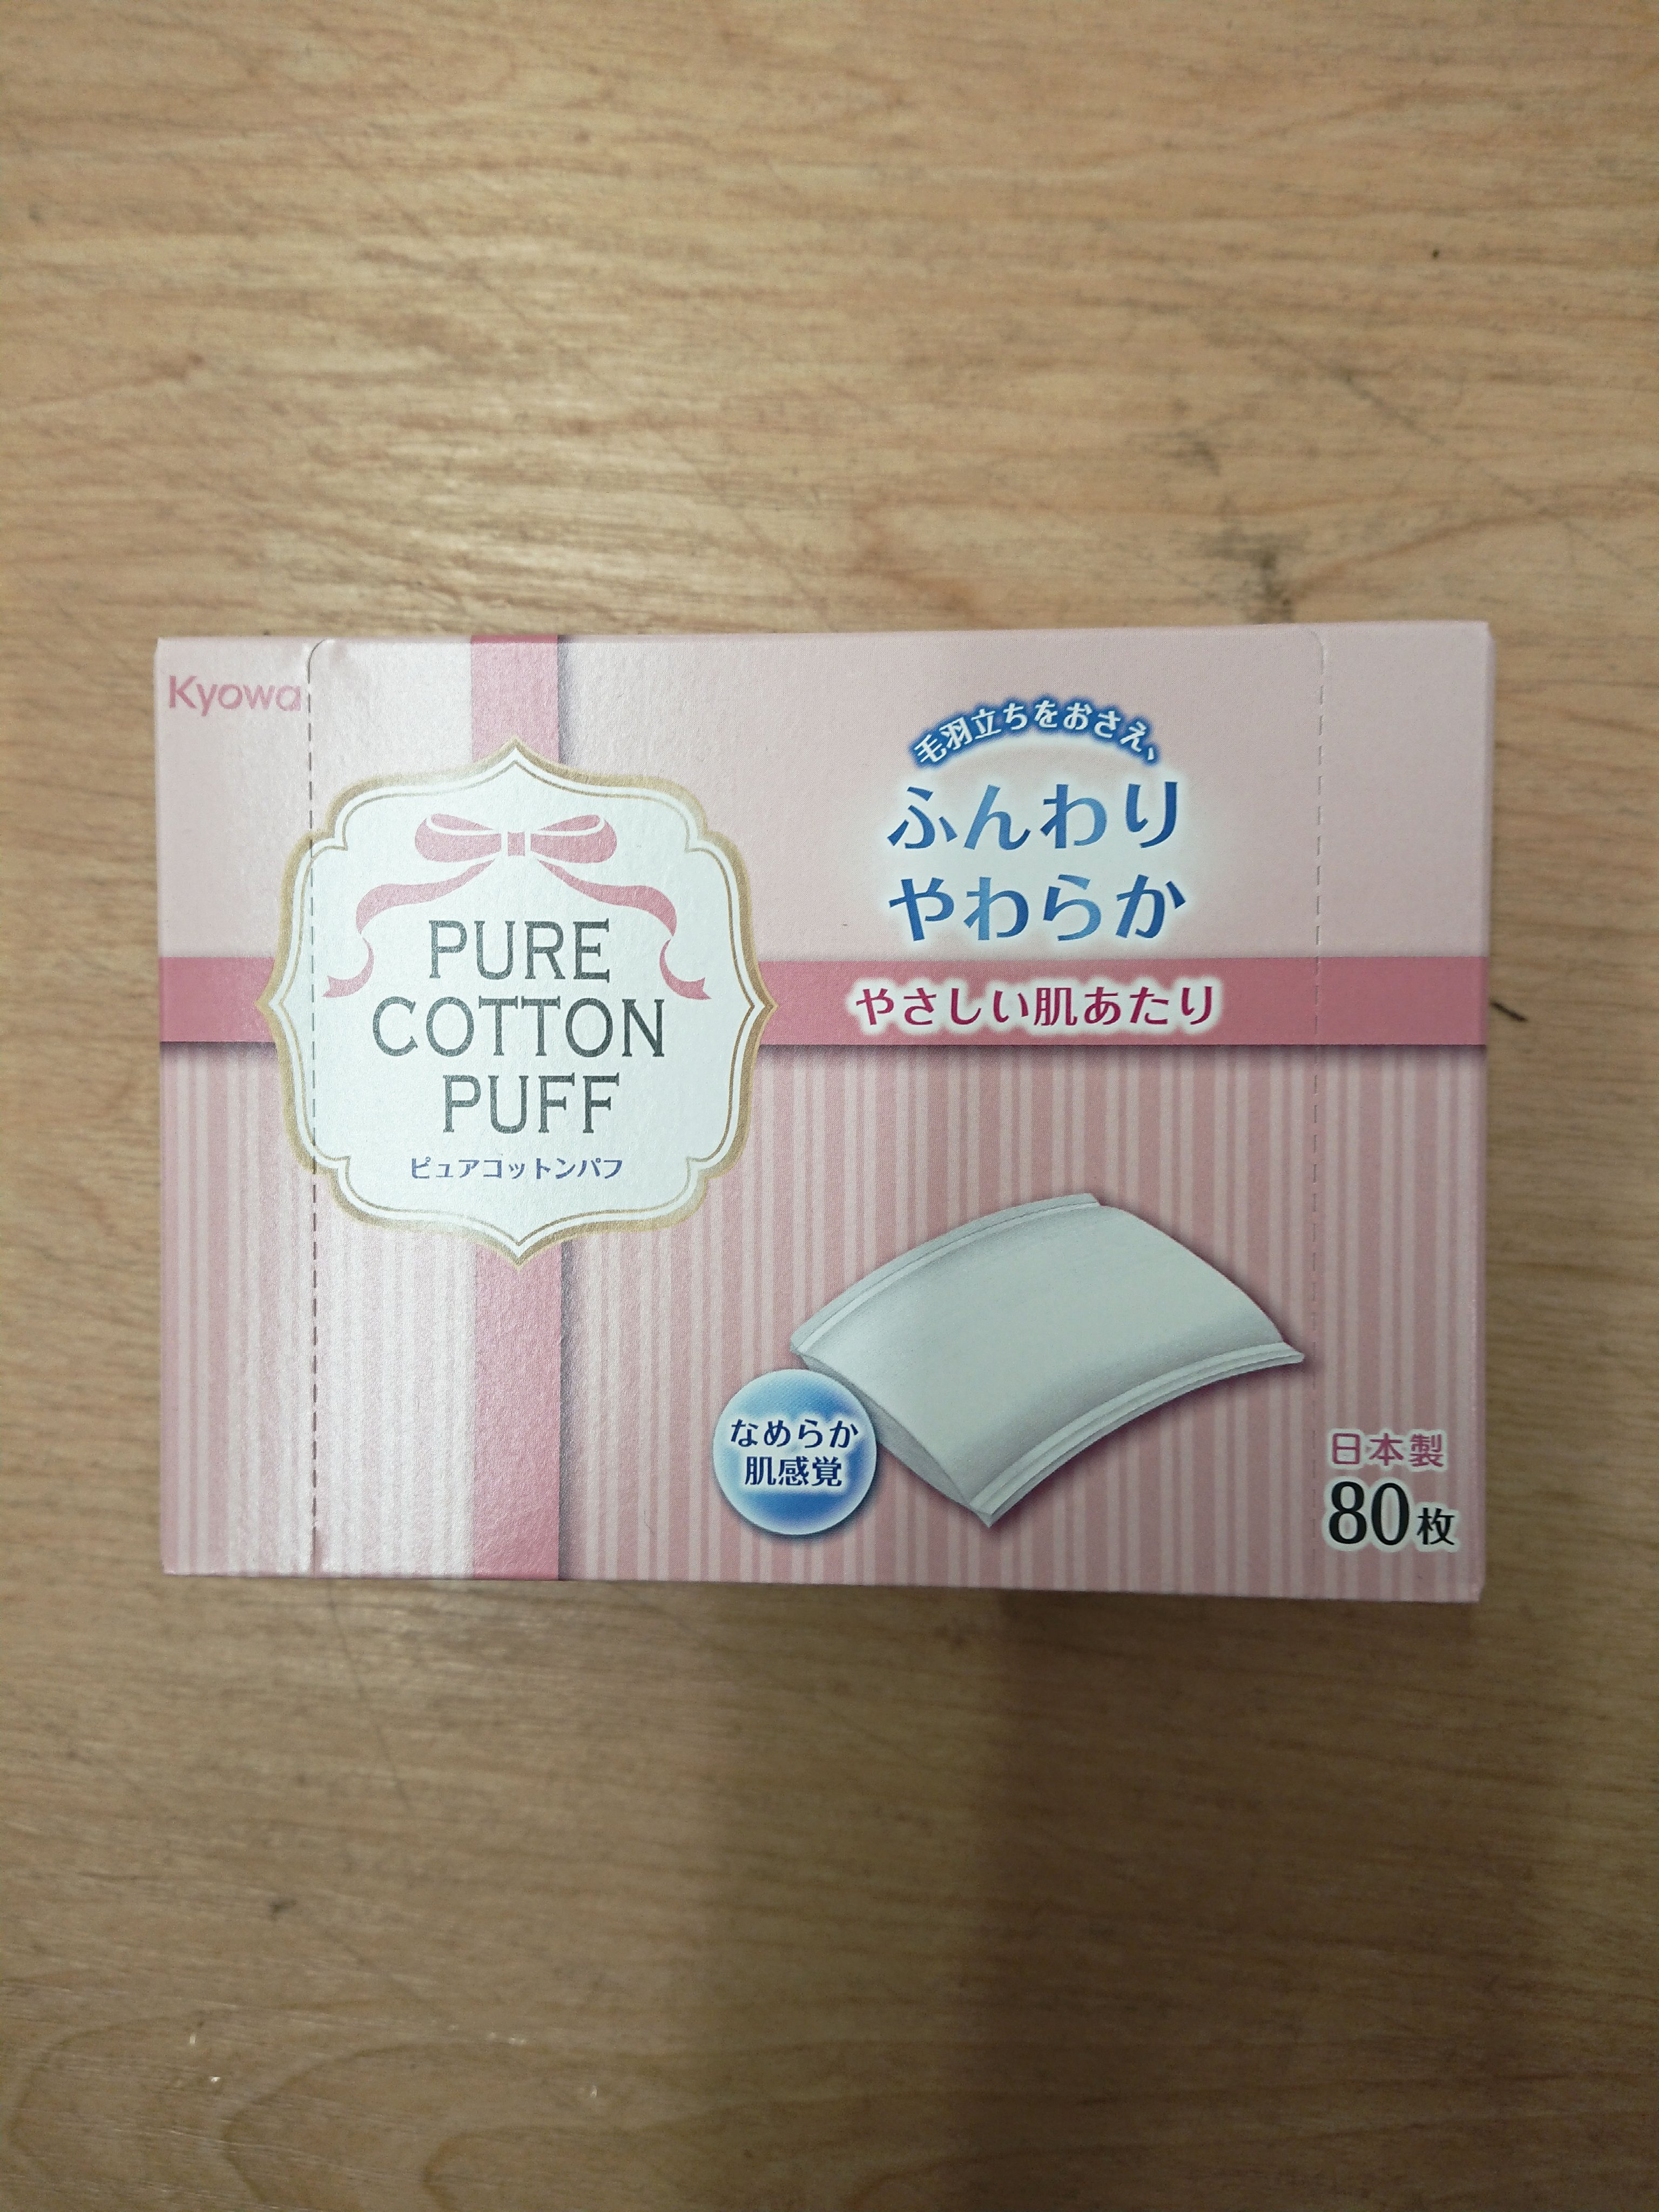 Kyowa
PURE
COTTON
PUFF
ピュアコットンパフ
毛羽立ちをおさえ、
ふんわり
やわらか
やさしい肌あたり
なめらか
肌感覚
日本製
80枚